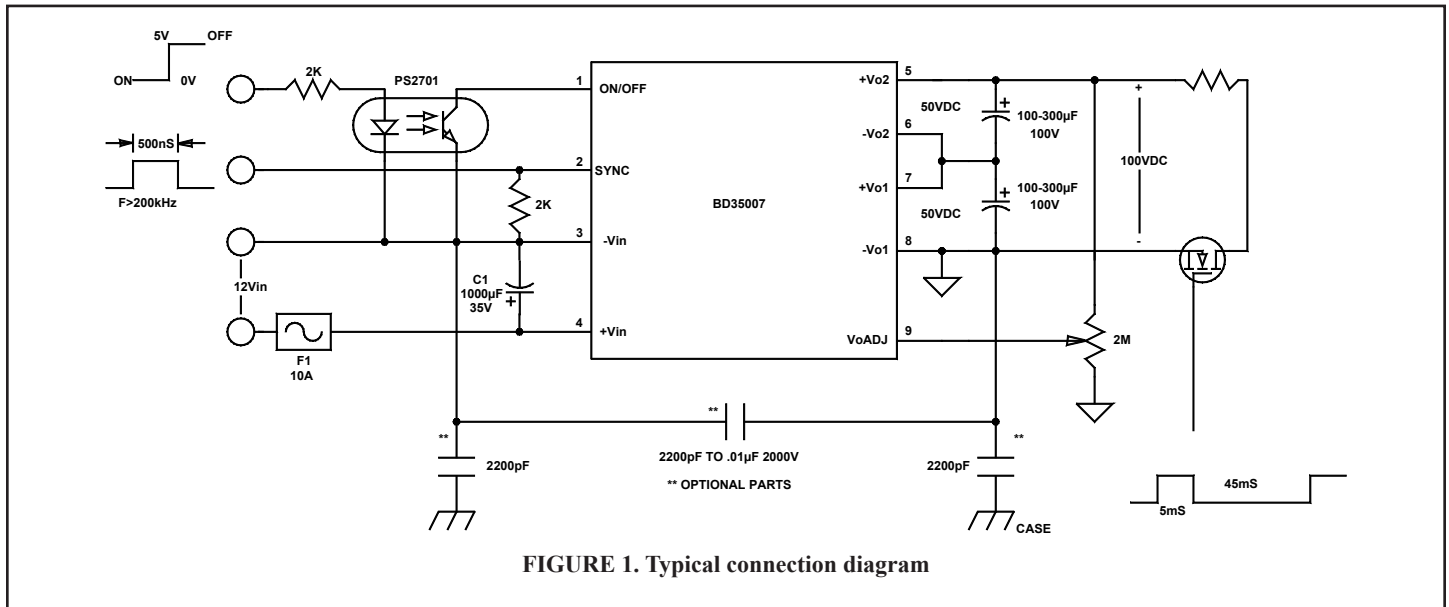 5V OFF
ON 0V
2K
PS2701
500nS
F>200kHz
2K
12Vin
C1
1000µF
35V
+
F1
10A
1 ON/OFF
2 SYNC
3 -Vin
4 +Vin
BD35007
+Vo2 5
-Vo2 6
+Vo1 7
-Vo1 8
VoADJ 9
50VDC
+
100-300µF
100V
50VDC
+
100-300µF
100V
+
100VDC
-
2M
**
2200pF
**
2200pF TO .01µF 2000V
** OPTIONAL PARTS
**
2200pF
CASE
45mS
5mS
FIGURE 1. Typical connection diagram